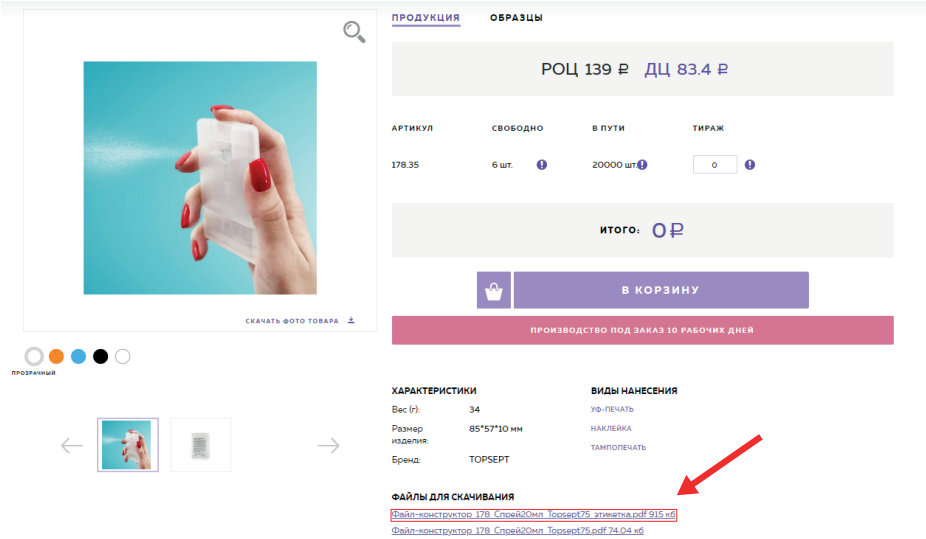 ПРОДУКЦИЯ ОБРАЗЦЫ
РОЦ 139 ₽ ДЦ 83.4 ₽
АРТИКУЛ СВОБОДНО В ПУТИ ТИРАЖ
178.35 6 шт. 20000 шт. 0
ИТОГО: 0₽
В КОРЗИНУ
ПРОИЗВОДСТВО ПОД ЗАКАЗ 10 РАБОЧИХ ДНЕЙ
СКАЧАТЬ ФОТО ТОВАРА
ПРОЗРАЧНЫЙ
ХАРАКТЕРИСТИКИ
Вес (г): 34
Размер изделия: 85*57*10 мм
Бренд: TOPSEPT
ВИДЫ НАНЕСЕНИЯ
УФ-ПЕЧАТЬ
НАКЛЕЙКА
ТАМПОПЕЧАТЬ
ФАЙЛЫ ДЛЯ СКАЧИВАНИЯ
Файл-конструктор_178_Спрей20мл_Topsept75_этикетка.pdf 915 кб
Файл-конструктор_178_Спрей20мл_Topsept75.pdf 74.04 кб